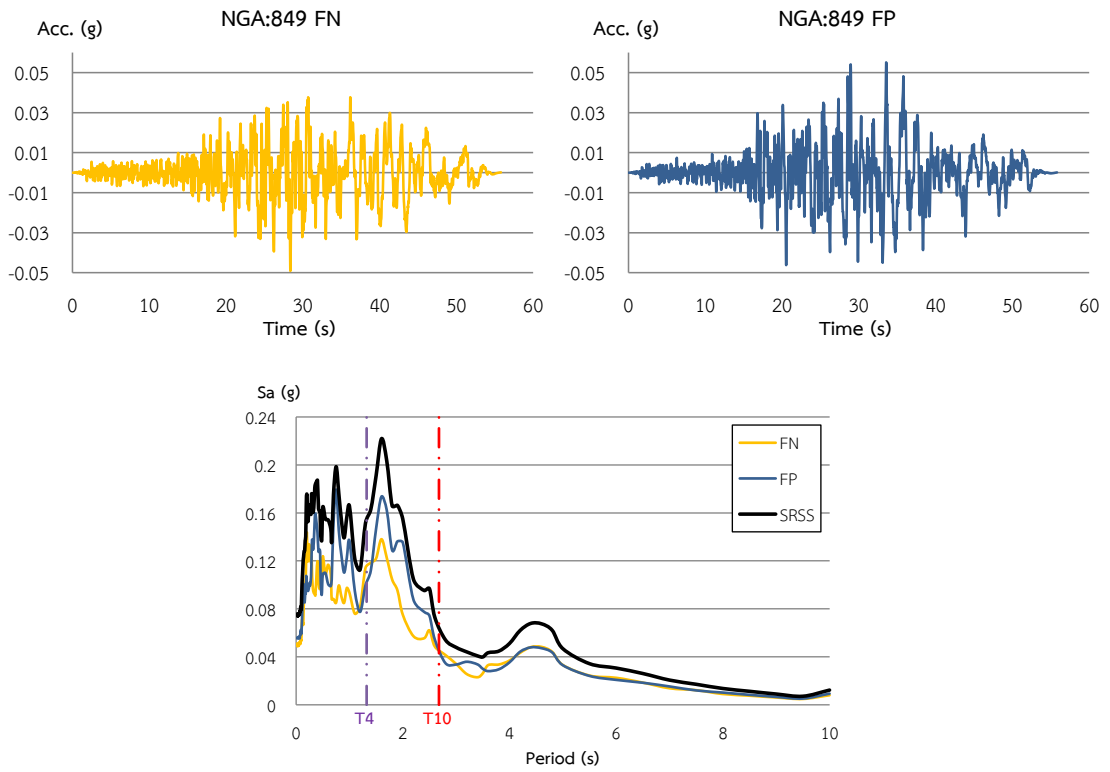 NGA:849 FN
Acc. (g)
0.05
0.03
0.01
-0.01
-0.03
-0.05
0 10 20 30 40 50 60
Time (s)
NGA:849 FP
Acc. (g)
0.05
0.03
0.01
-0.01
-0.03
-0.05
0 10 20 30 40 50 60
Time (s)
Sa (g)
0.24
0.2
0.16
0.12
0.08
0.04
0
FN
FP
SRSS
T4 T10
0 2 4 6 8 10
Period (s)